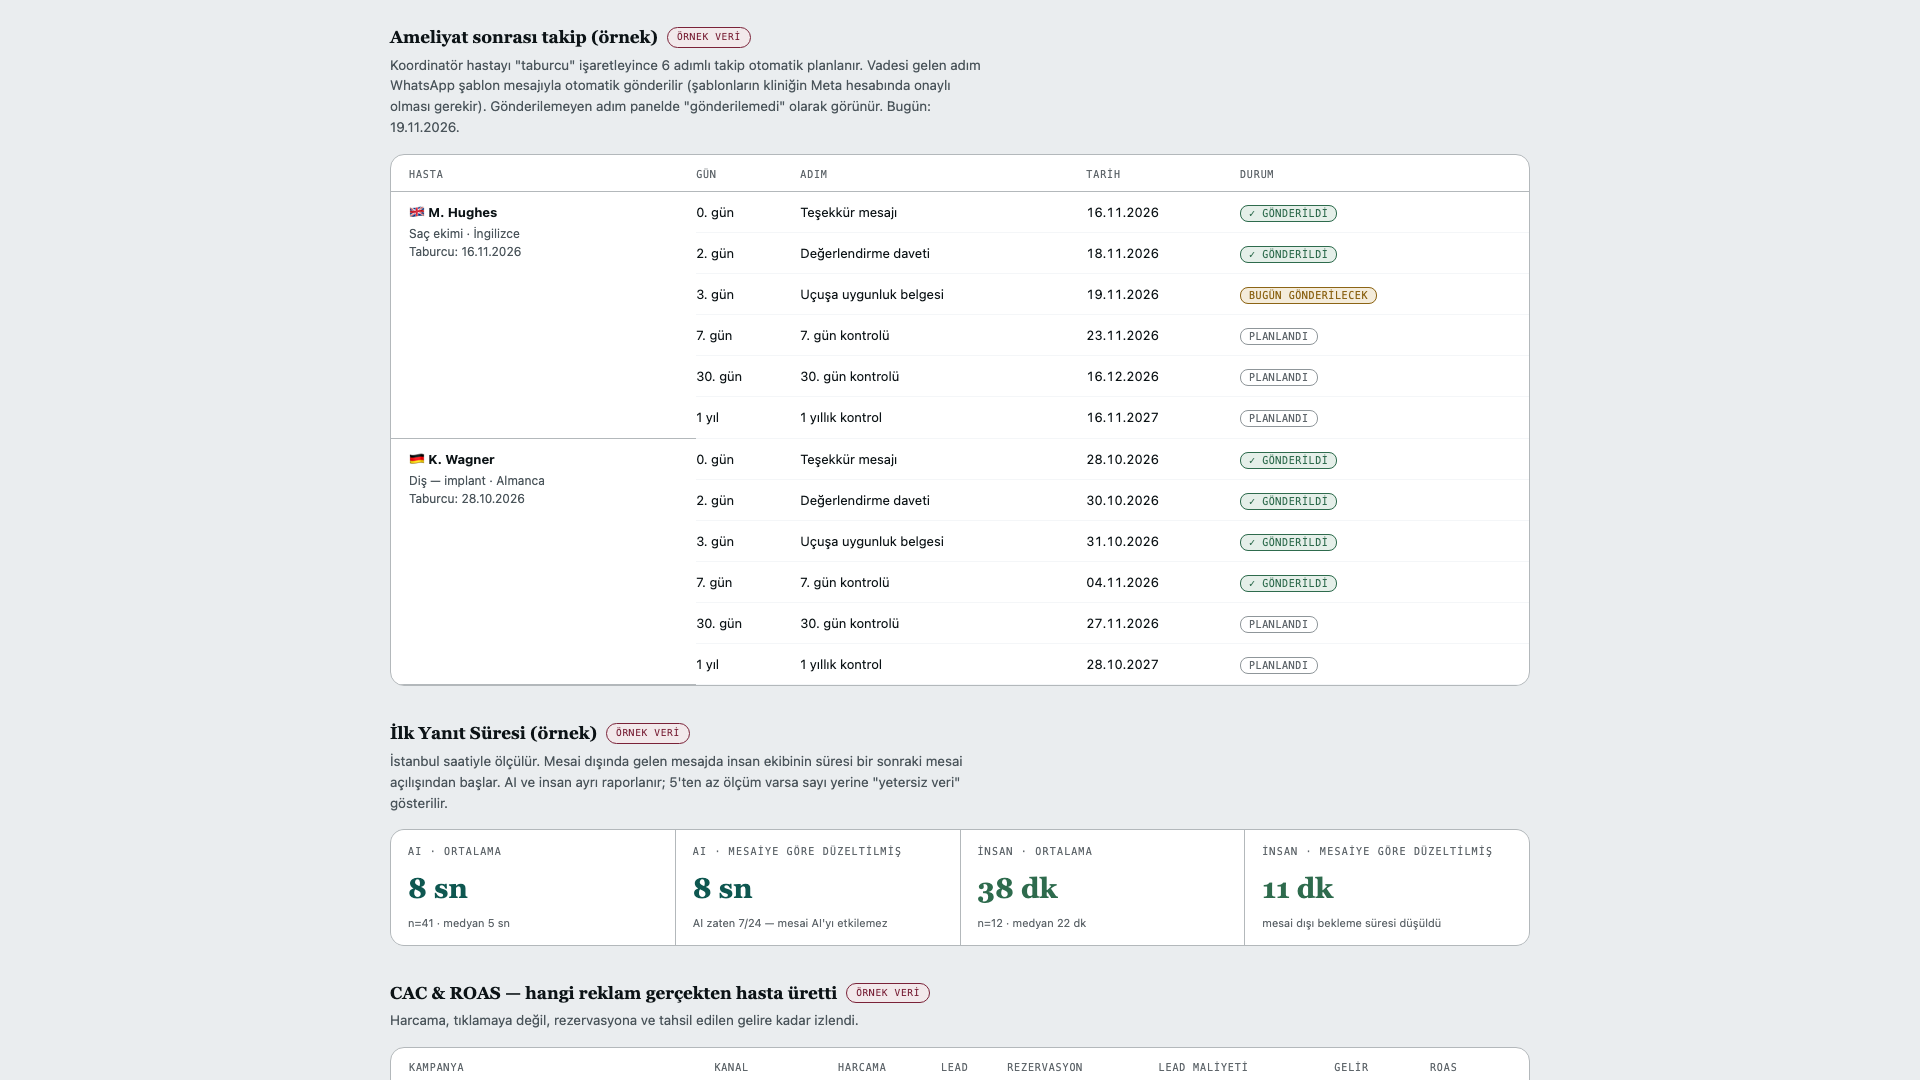 Ameliyat sonrası takip (örnek) ÖRNEK VERİ
Koordinatör hastayı "taburcu" işaretleyince 6 adımlı takip otomatik planlanır. Vadesi gelen adım
WhatsApp şablon mesajıyla otomatik gönderilir (şablonların kliniğin Meta hesabında onaylı
olması gerekir). Gönderilemeyen adım panelde "gönderilemedi" olarak görünür. Bugün:
19.11.2026.
HASTA GÜN ADIM TARİH DURUM
M. Hughes 0. gün Teşekkür mesajı 16.11.2026 ✓ GÖNDERİLDİ
Saç ekimi · İngilizce
Taburcu: 16.11.2026
2. gün Değerlendirme daveti 18.11.2026 ✓ GÖNDERİLDİ
3. gün Uçuşa uygunluk belgesi 19.11.2026 BUGÜN GÖNDERİLECEK
7. gün 7. gün kontrolü 23.11.2026 PLANLANDI
30. gün 30. gün kontrolü 16.12.2026 PLANLANDI
1 yıl 1 yıllık kontrol 16.11.2027 PLANLANDI
K. Wagner 0. gün Teşekkür mesajı 28.10.2026 ✓ GÖNDERİLDİ
Diş — implant · Almanca
Taburcu: 28.10.2026
2. gün Değerlendirme daveti 30.10.2026 ✓ GÖNDERİLDİ
3. gün Uçuşa uygunluk belgesi 31.10.2026 ✓ GÖNDERİLDİ
7. gün 7. gün kontrolü 04.11.2026 ✓ GÖNDERİLDİ
30. gün 30. gün kontrolü 27.11.2026 PLANLANDI
1 yıl 1 yıllık kontrol 28.10.2027 PLANLANDI
İlk Yanıt Süresi (örnek) ÖRNEK VERİ
İstanbul saatiyle ölçülür. Mesai dışında gelen mesajda insan ekibinin süresi bir sonraki mesai
açılışından başlar. AI ve insan ayrı raporlanır; 5'ten az ölçüm varsa sayı yerine "yetersiz veri"
gösterilir.
AI · ORTALAMA
8 sn
n=41 · medyan 5 sn
AI · MESAİYE GÖRE DÜZELTİLMİŞ
8 sn
AI zaten 7/24 — mesai AI'yı etkilemez
İNSAN · ORTALAMA
38 dk
n=12 · medyan 22 dk
İNSAN · MESAİYE GÖRE DÜZELTİLMİŞ
11 dk
mesai dışı bekleme süresi düşüldü
CAC & ROAS — hangi reklam gerçekten hasta üretti ÖRNEK VERİ
Harcama, tıklamaya değil, rezervasyona ve tahsil edilen gelire kadar izlendi.
KAMPANYA KANAL HARCAMA LEAD REZERVASYON LEAD MALİYETİ GELİR ROAS